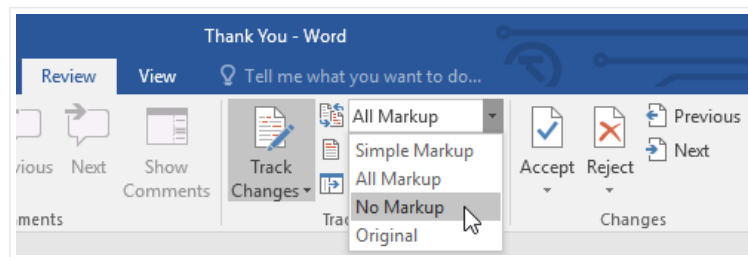 Thank You - Word
Review View Tell me what you want to do...
All Markup
Simple Markup
All Markup
No Markup
Original
vious Next Show Comments
Track Changes
Accept Reject
Previous
Next
ments Trac Changes